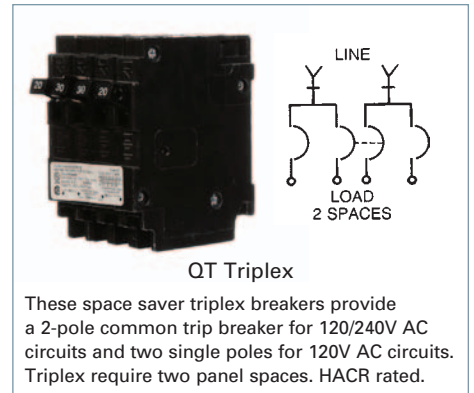 20 30 30 20
LINE
LOAD
2 SPACES
QT Triplex
These space saver triplex breakers provide
a 2-pole common trip breaker for 120/240V AC
circuits and two single poles for 120V AC circuits.
Triplex require two panel spaces. HACR rated.